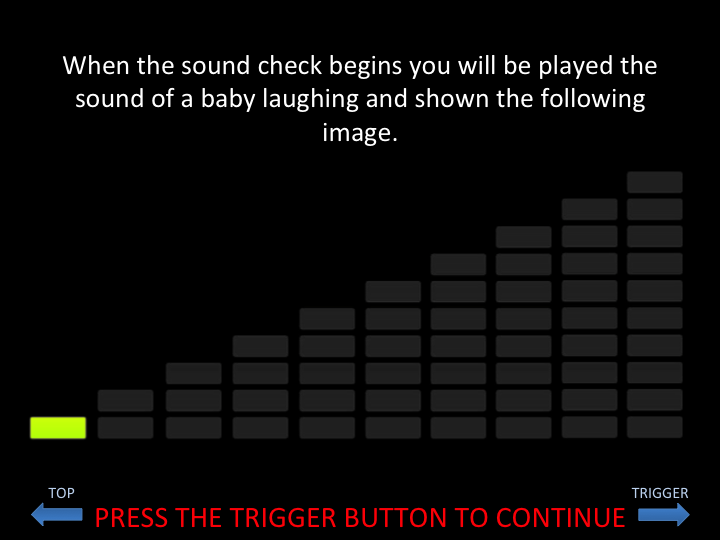 When the sound check begins you will be played the
sound of a baby laughing and shown the following
image.
TOP
TRIGGER
PRESS THE TRIGGER BUTTON TO CONTINUE